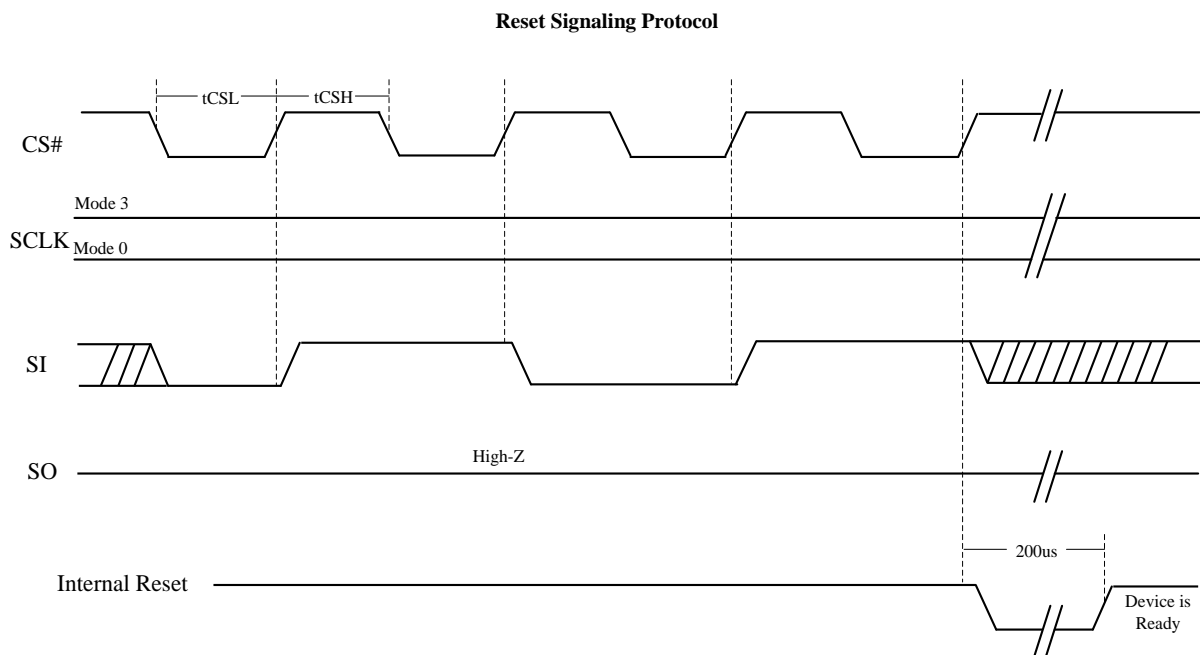 Reset Signaling Protocol
tCSL
tCSH
CS#
Mode 3
SCLK
Mode 0
SI
High-Z
SO
200us
Internal Reset
Device is
Ready